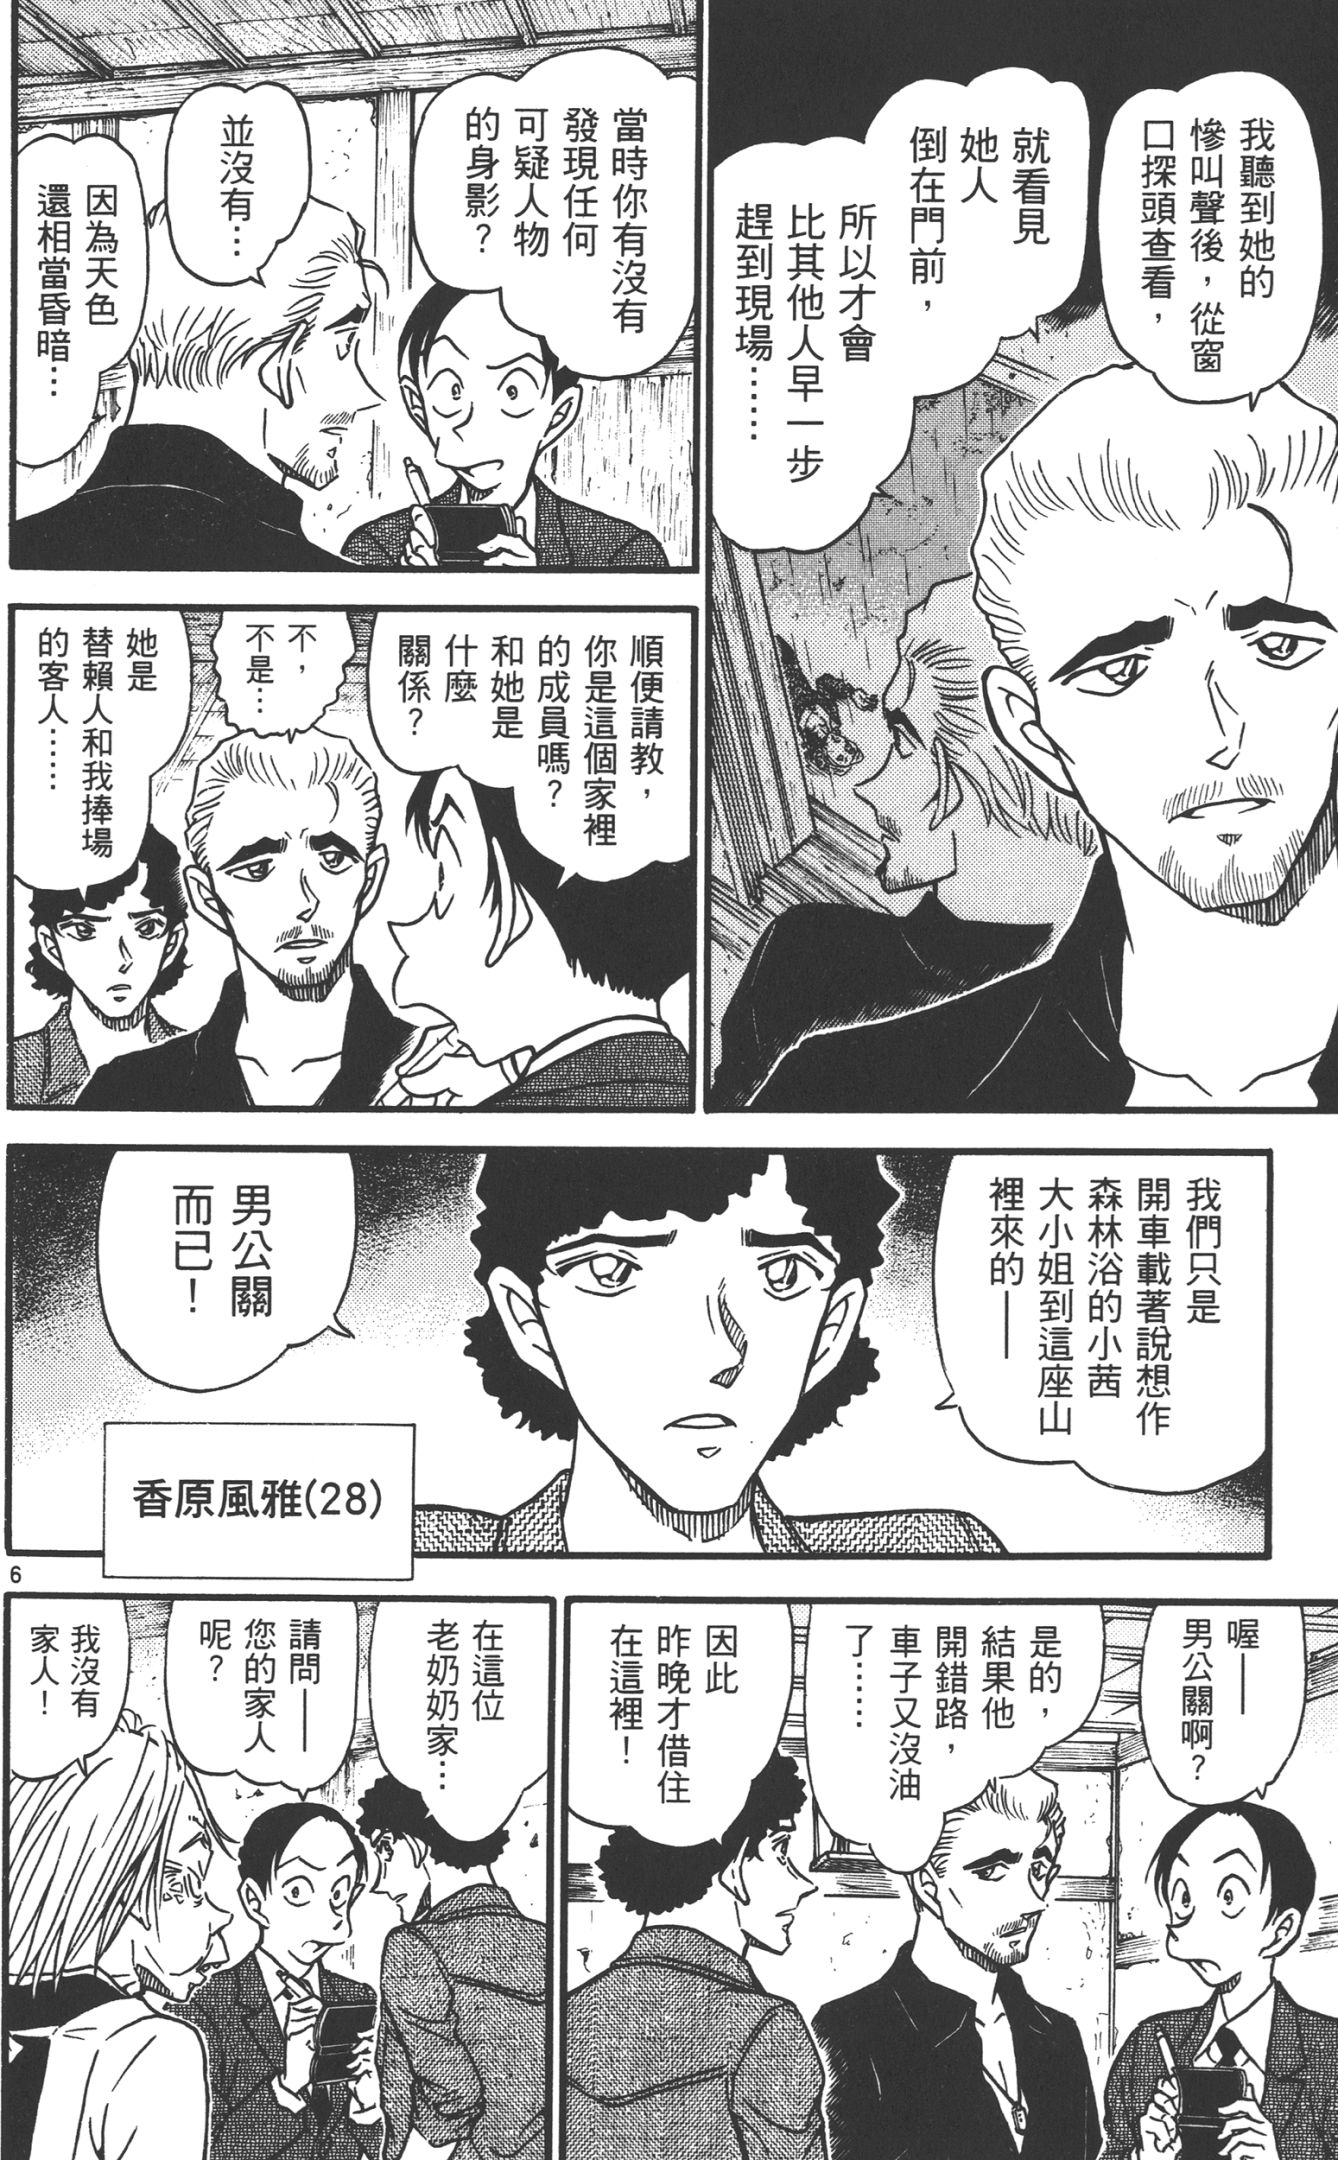 我聽到她的
慘叫聲後，從窗
口探頭查看，
就看見
她人
倒在門前，
所以才會
比其他人早一步
趕到現場……
當時你有沒有
發現任何
可疑人物
的身影？
並沒有…
因為天色
還相當昏暗…
順便請教，
你是這個家裡
的成員嗎？
和她是
什麼
關係？
不，
不是…
她是
替賴人和我捧場
的客人……
我們只是
開車載著說想作
森林浴的小茜
大小姐到這座山
裡來的——
男公關
而已！
香原風雅(28)
喔——
男公關啊？
是的，
結果他
開錯路，
車子又沒油
了……
因此
昨晚才借住
在這裡！
在這位
老奶奶家…
請問——
您的家人
呢？
我沒有
家人！
6